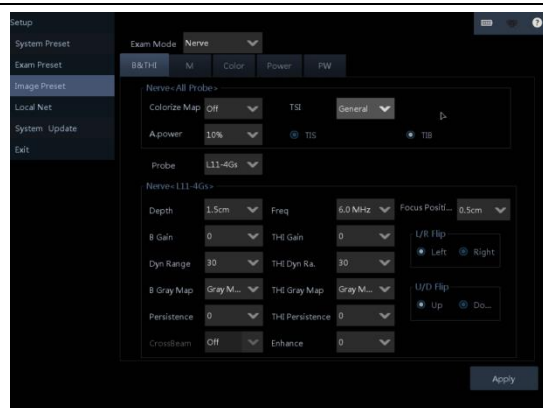 Setup
?
System Preset
Exam Mode Nerve
Exam Preset
B&THI M Color Power PW
Image Preset
Nerve<All Probe>
Local Net
Colorize Map Off TSI General
System Update
A.power 10% TIS TIB
Exit
Probe L11-4Gs
Nerve<L11-4Gs>
Depth 1.5cm Freq 6.0 MHz Focus Positi... 0.5cm
B Gain 0 THI Gain 0 L/R Flip
Left Right
Dyn Range 30 THI Dyn Ra. 30
B Gray Map Gray M... THI Gray Map Gray M... U/D Flip
Up Do...
Persistence 0 THI Persistence 0
CrossBeam Off Enhance 0
Apply